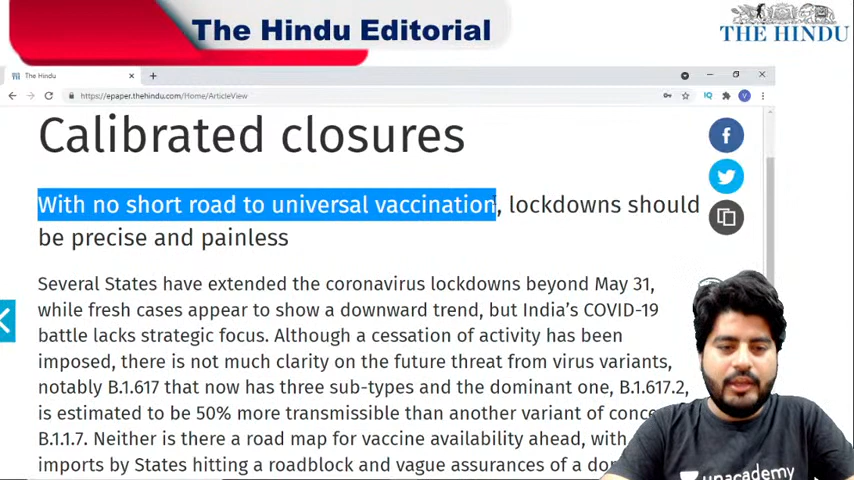 The Hindu Editorial
THE HINDU
The Hindu
https://epaper.thehindu.com/Home/ArticleView
IQ
V
Calibrated closures
With no short road to universal vaccination, lockdowns should
be precise and painless
Several States have extended the coronavirus lockdowns beyond May 31,
while fresh cases appear to show a downward trend, but India's COVID-19
battle lacks strategic focus. Although a cessation of activity has been
imposed, there is not much clarity on the future threat from virus variants,
notably B.1.617 that now has three sub-types and the dominant one, B.1.617.2,
is estimated to be 50% more transmissible than another variant of
B.1.1.7. Neither is there a road map for vaccine availability ahead, with
imports by States hitting a roadblock and vague assurances of a
unacademy